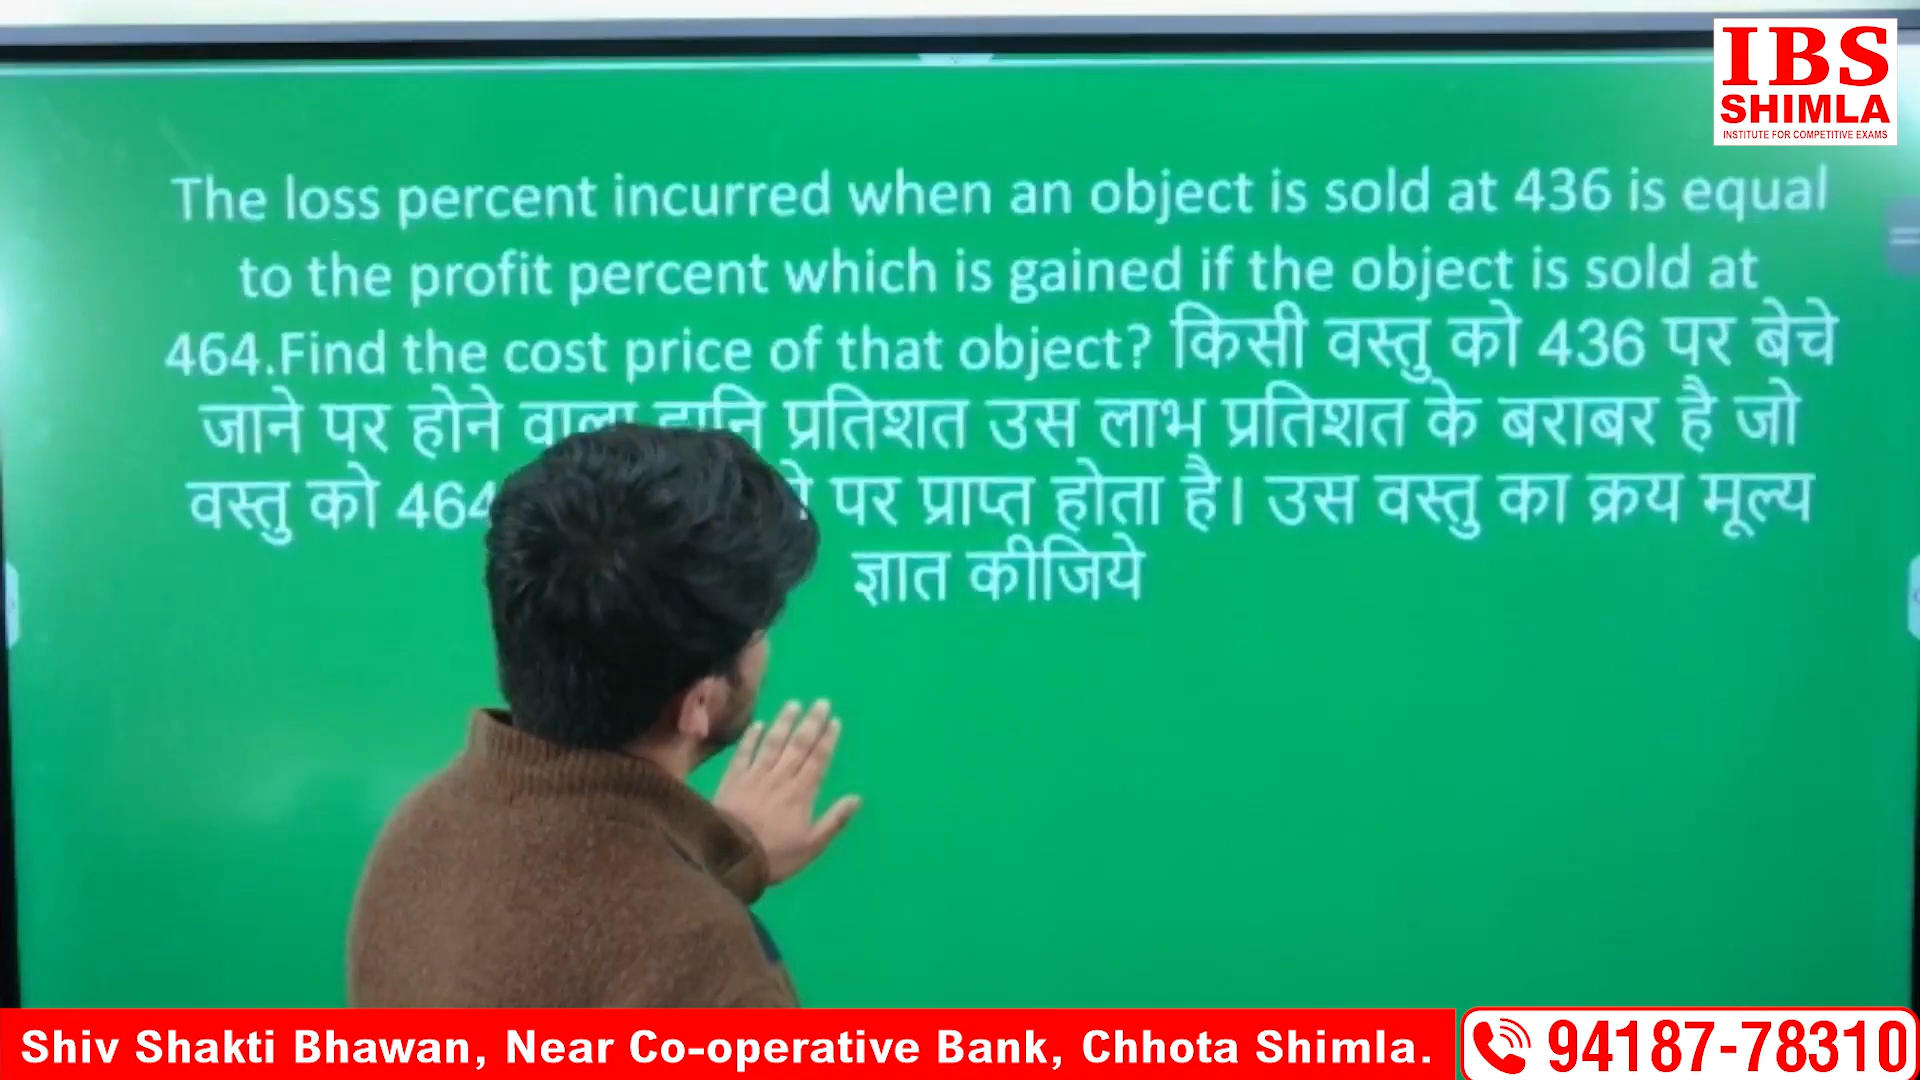 IBS
SHIMLA
INSTITUTE FOR COMPETITIVE EXAMS
The loss percent incurred when an object is sold at 436 is equal
to the profit percent which is gained if the object is sold at
464.Find the cost price of that object? किसी वस्तु को 436 पर बेचे
जाने पर होने वाला हानि प्रतिशत उस लाभ प्रतिशत के बराबर है जो
वस्तु को 464 पर प्राप्त होता है। उस वस्तु का क्रय मूल्य
ज्ञात कीजिये
Shiv Shakti Bhawan, Near Co-operative Bank, Chhota Shimla.
94187-78310